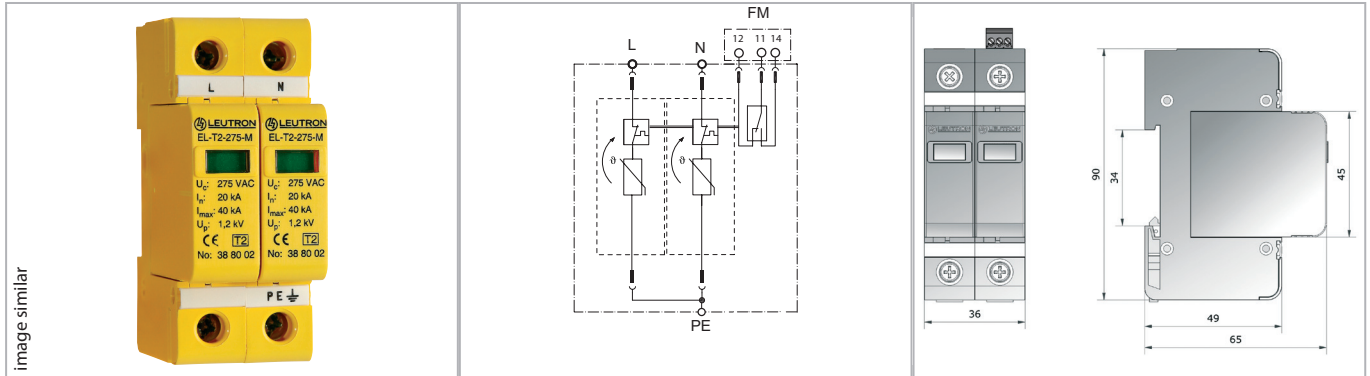 L N
LEUTRON LEUTRON
EL-T2-275-M EL-T2-275-M
Uc: 275 VAC Uc: 275 VAC
In: 20 kA In: 20 kA
Imax: 40 kA Imax: 40 kA
Up: 1,2 kV Up: 1,2 kV
CE T2 CE T2
No: 38 80 02 No: 38 80 02
PE
image similar
FM
12 11 14
L N
ϑ ϑ
PE
LEUTRON LEUTRON
36
90
34
45
49
65